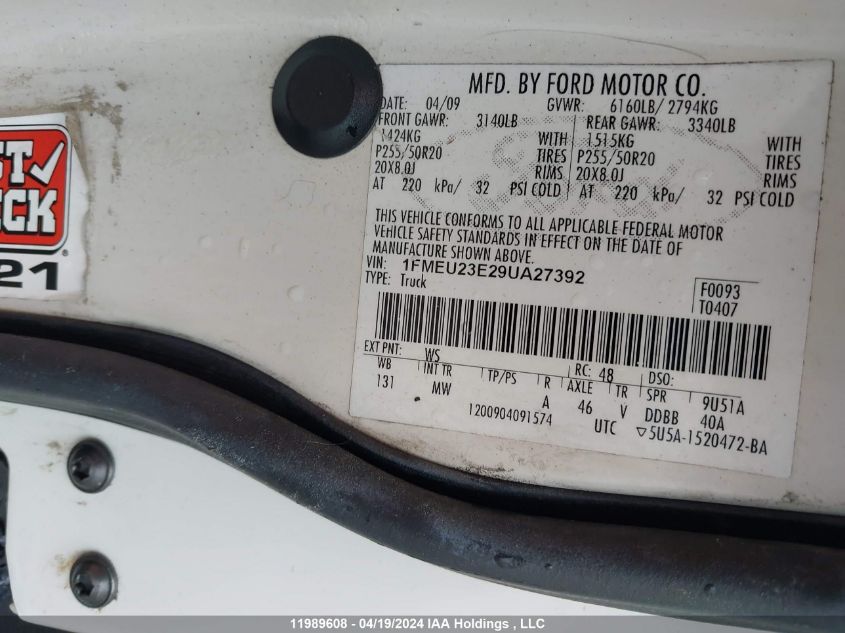 MFD. BY FORD MOTOR CO.
DATE: 04/09 GVWR: 6160LB/ 2794KG
FRONT GAWR: 3140LB REAR GAWR: 3340LB
1424KG WITH 1515KG WITH
P255/50R20 TIRES P255/50R20 TIRES
20X8.0J RIMS 20X8.0J RIMS
AT 220 kPa/ 32 PSI COLD AT 220 kPa/ 32 PSI COLD
THIS VEHICLE CONFORMS TO ALL APPLICABLE FEDERAL MOTOR
VEHICLE SAFETY STANDARDS IN EFFECT ON THE DATE OF
MANUFACTURE SHOWN ABOVE.
VIN: 1FMEU23E29UA27392
TYPE: Truck
F0093
T0407
EXT PNT: WS RC: 48 DSO:
WB INT TR TP/PS R AXLE TR SPR 9U51A
131 MW A 46 V DDBB 40A
1200904091574 UTC ▽5U5A-1520472-BA
ST
ECK
®
21
11989608 - 04/19/2024 IAA Holdings , LLC